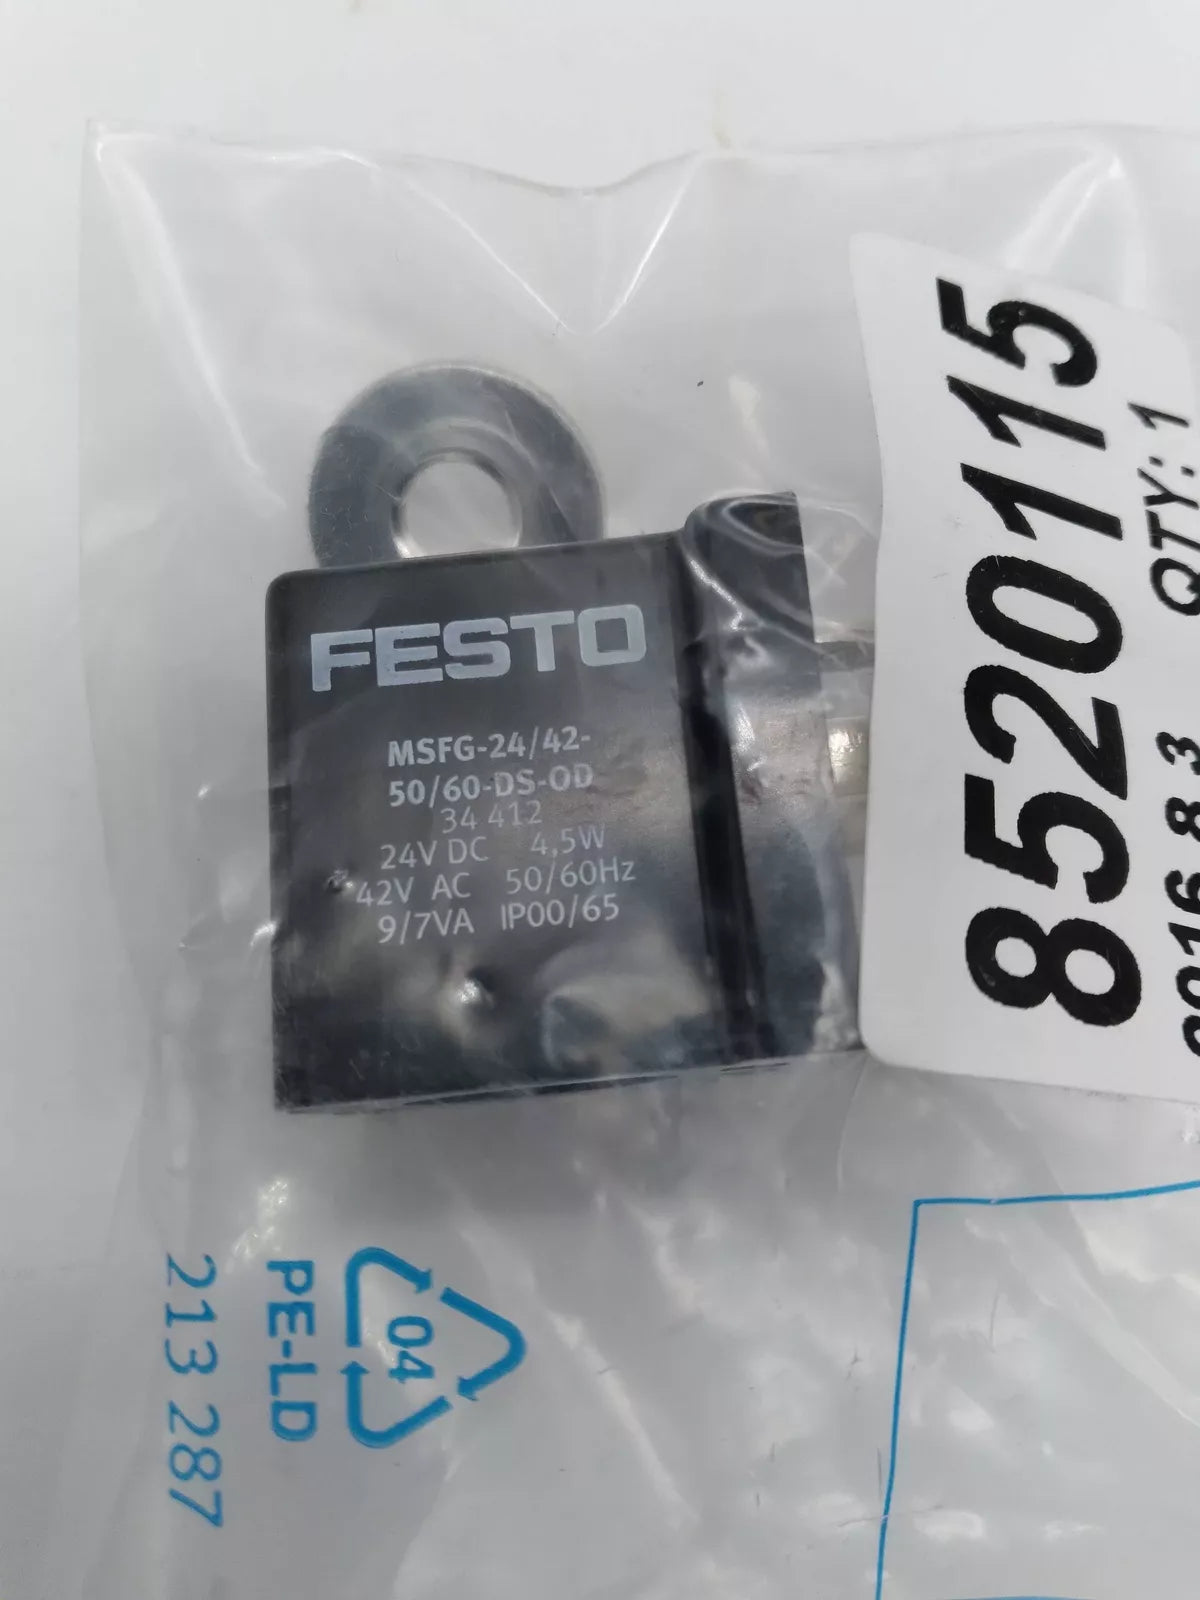 FESTO
MSFG-24/42-
50/60-DS-OD
34 412
24V DC 4,5W
42V AC 50/60Hz
9/7VA IP00/65
8520115
QTY: 1
04
PE-LD
213 287